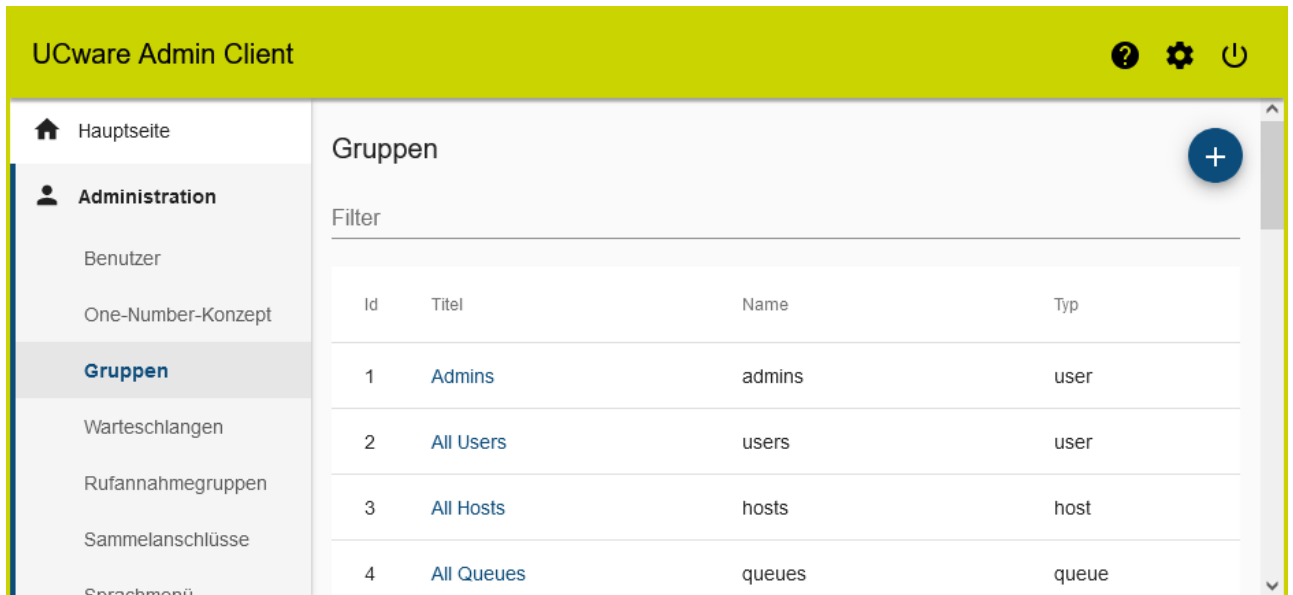 UCware Admin Client
Hauptseite
Administration
Benutzer
One-Number-Konzept
Gruppen
Warteschlangen
Rufannahmegruppen
Sammelanschlüsse
Sprachmenü
Gruppen
Filter
Id Titel Name Typ
1 Admins admins user
2 All Users users user
3 All Hosts hosts host
4 All Queues queues queue